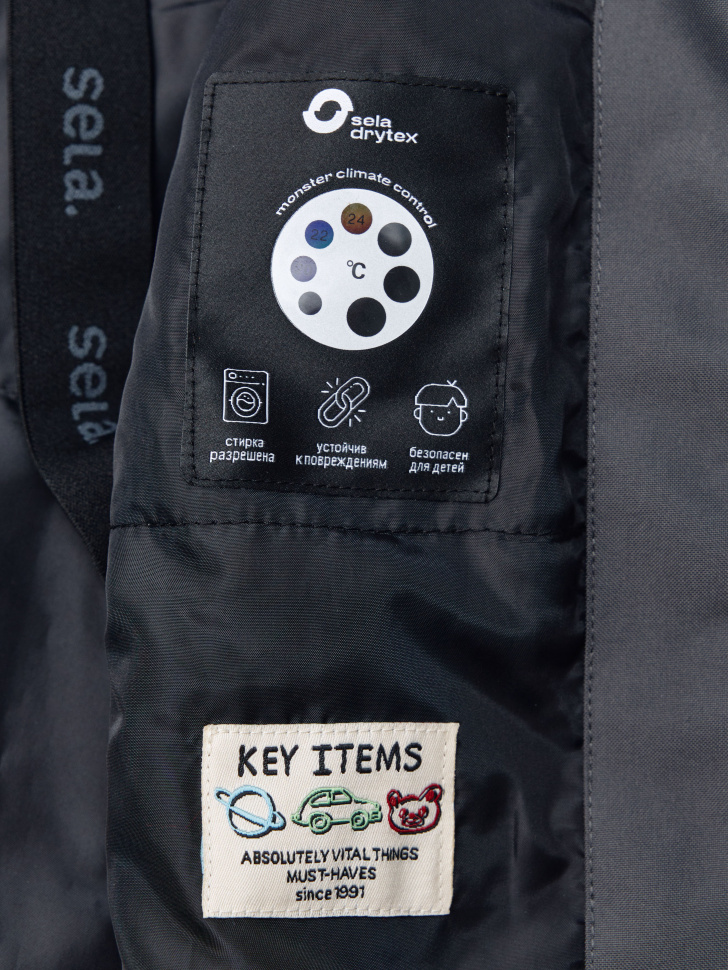 sela.
sela
sela
drytex
monster climate control
22
24
°C
стирка
разрешена
устойчив
к повреждениям
безопасен
для детей
KEY ITEMS
ABSOLUTELY VITAL THINGS
MUST-HAVES
since 1991